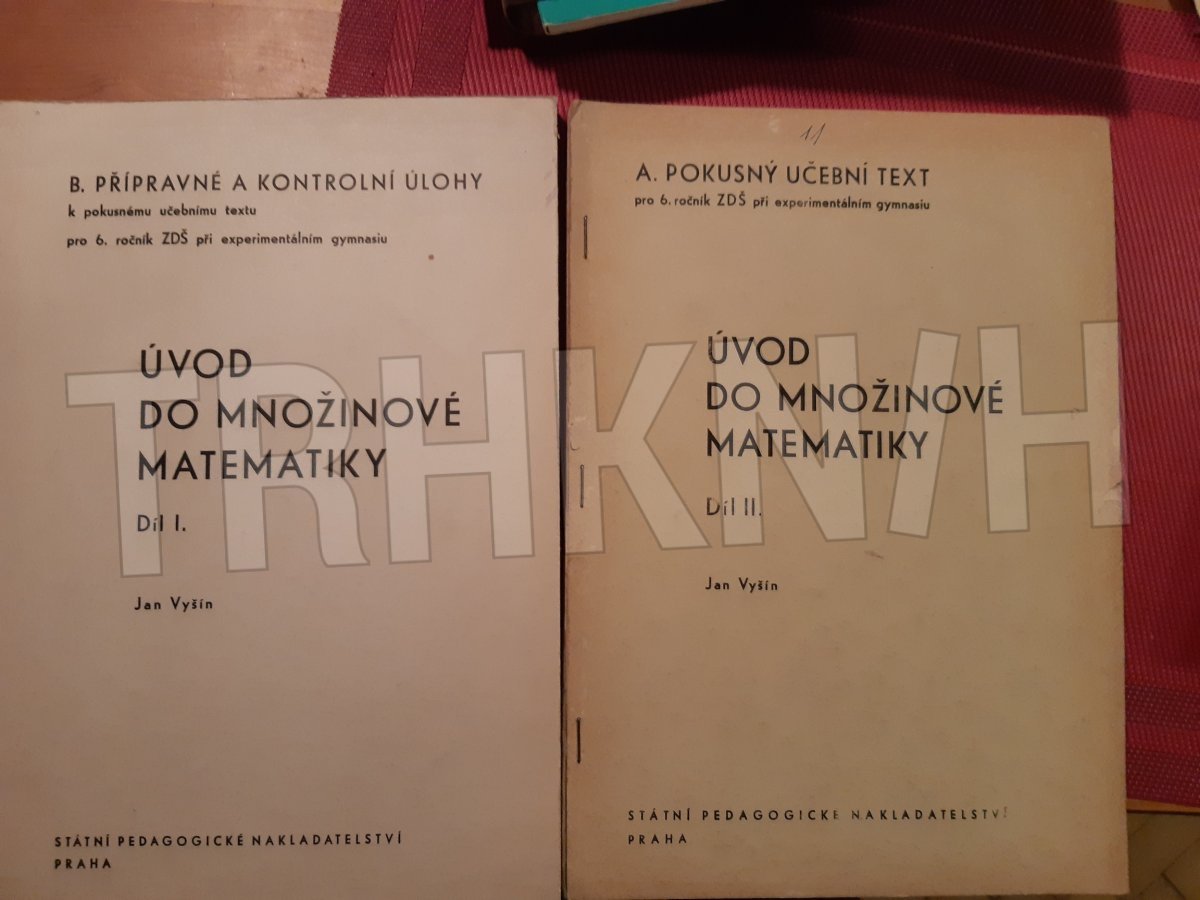 B. PŘÍPRAVNÉ A KONTROLNÍ ÚLOHY
k pokusnému učebnímu textu
pro 6. ročník ZDŠ při experimentálním gymnasiu
ÚVOD
DO MNOŽINOVÉ
MATEMATIKY
Díl I.
Jan Vyšín
STÁTNÍ PEDAGOGICKÉ NAKLADATELSTVÍ
PRAHA
11
A. POKUSNÝ UČEBNÍ TEXT
pro 6. ročník ZDŠ při experimentálním gymnasiu
ÚVOD
DO MNOŽINOVÉ
MATEMATIKY
Díl II.
Jan Vyšín
STÁTNÍ PEDAGOGICKÉ NAKLADATELSTVÍ
PRAHA
TRHKNIH